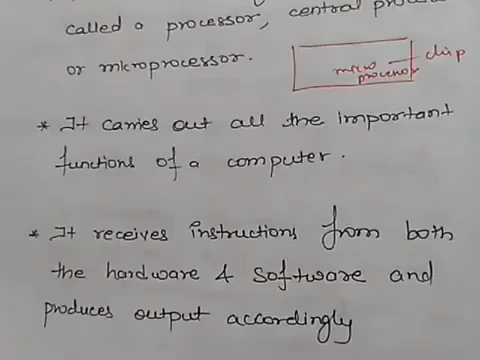 called a processor, central
or microprocessor.
micro chip
processor
* It carries out all the important
functions of a computer.
* It receives instructions from both
the hardware & software and
produces output accordingly